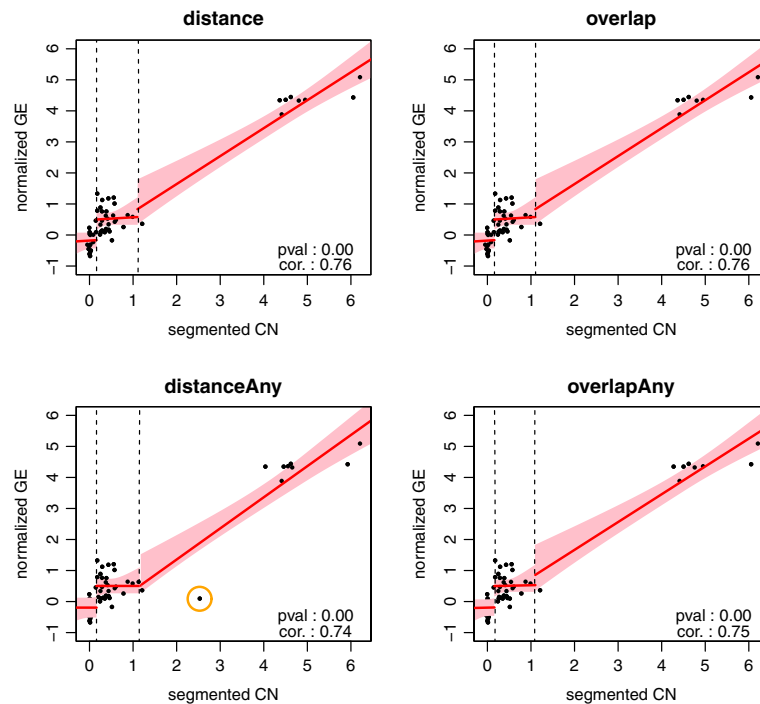 distance
overlap
normalized GE
6
5
4
3
2
1
0
−1
pval : 0.00
cor. : 0.76
0 1 2 3 4 5 6
segmented CN
normalized GE
6
5
4
3
2
1
0
−1
pval : 0.00
cor. : 0.76
0 1 2 3 4 5 6
segmented CN
distanceAny
overlapAny
normalized GE
6
5
4
3
2
1
0
−1
pval : 0.00
cor. : 0.74
0 1 2 3 4 5 6
segmented CN
normalized GE
6
5
4
3
2
1
0
−1
pval : 0.00
cor. : 0.75
0 1 2 3 4 5 6
segmented CN